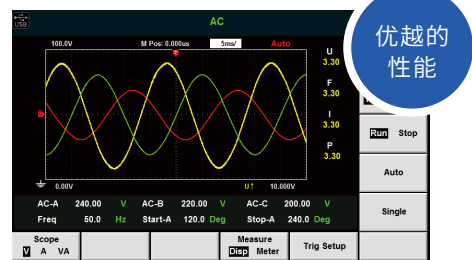 USB
AC
优越的
性能
100.0V M Pos: 0.000us 5ms/ Auto
U
3.30
F
3.30
I
3.30
P
3.30
Run Stop
Auto
Single
0.00V U↑ 10.000V
AC-A 240.00 V AC-B 220.00 V AC-C 200.00 V
Freq 50.0 Hz Start-A 120.0 Deg Stop-A 240.0 Deg
Scope
V A VA
Measure
Disp Meter
Trig Setup